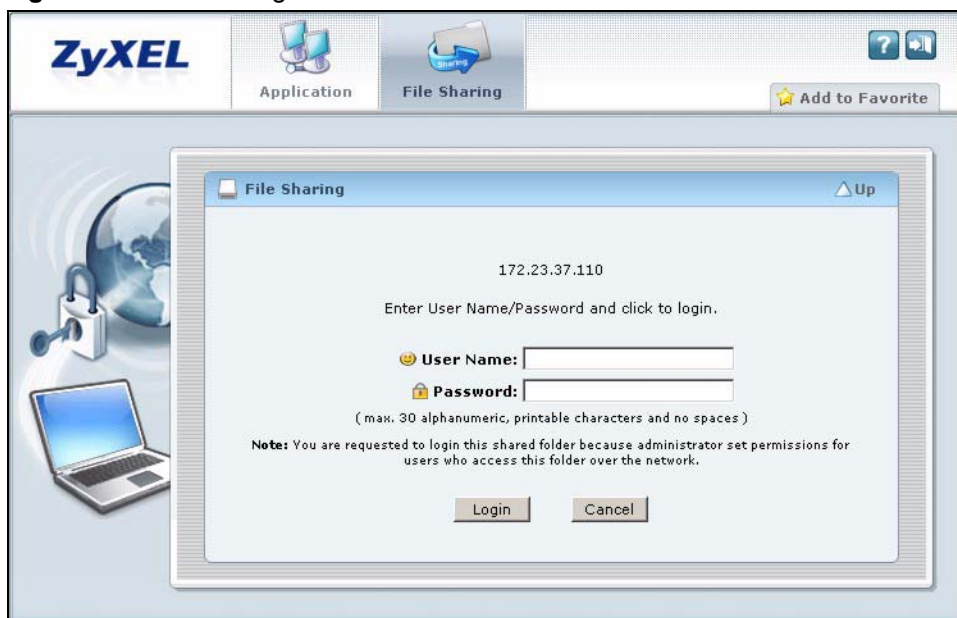 ZyXEL
Application
File Sharing
?
Add to Favorite
Sharing
File Sharing
Up
172.23.37.110
Enter User Name/Password and click to login.
User Name:
Password:
( max. 30 alphanumeric, printable characters and no spaces )
Note: You are requested to login this shared folder because administrator set permissions for
users who access this folder over the network.
Login
Cancel